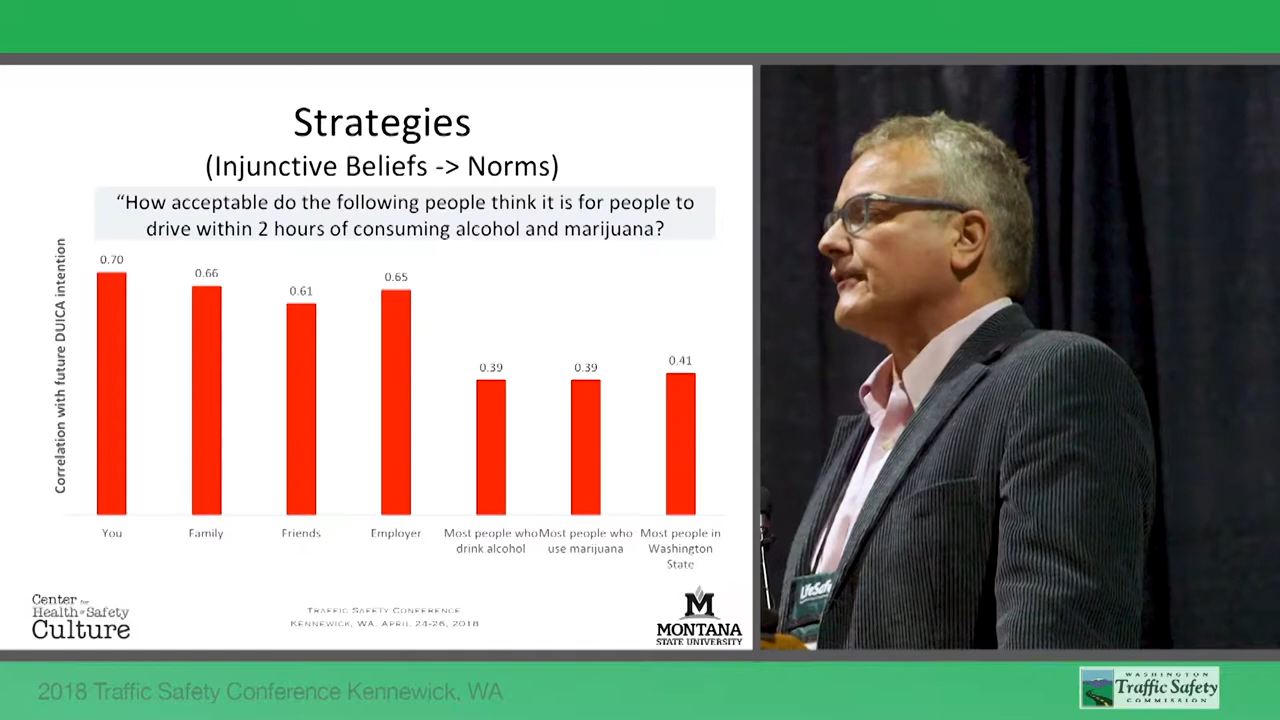 Strategies
(Injunctive Beliefs -> Norms)
“How acceptable do the following people think it is for people to
drive within 2 hours of consuming alcohol and marijuana?
Correlation with future DUICA intention
0.70
0.66
0.61
0.65
0.39
0.39
0.41
You
Family
Friends
Employer
Most people who
drink alcohol
Most people who
use marijuana
Most people in
Washington
State
Center for
Health & Safety
Culture
TRAFFIC SAFETY CONFERENCE
KENNEWICK, WA. APRIL 24-26, 2018
M
MONTANA
STATE UNIVERSITY
LifeSafe
2018 Traffic Safety Conference Kennewick, WA
WASHINGTON
Traffic Safety
COMMISSION